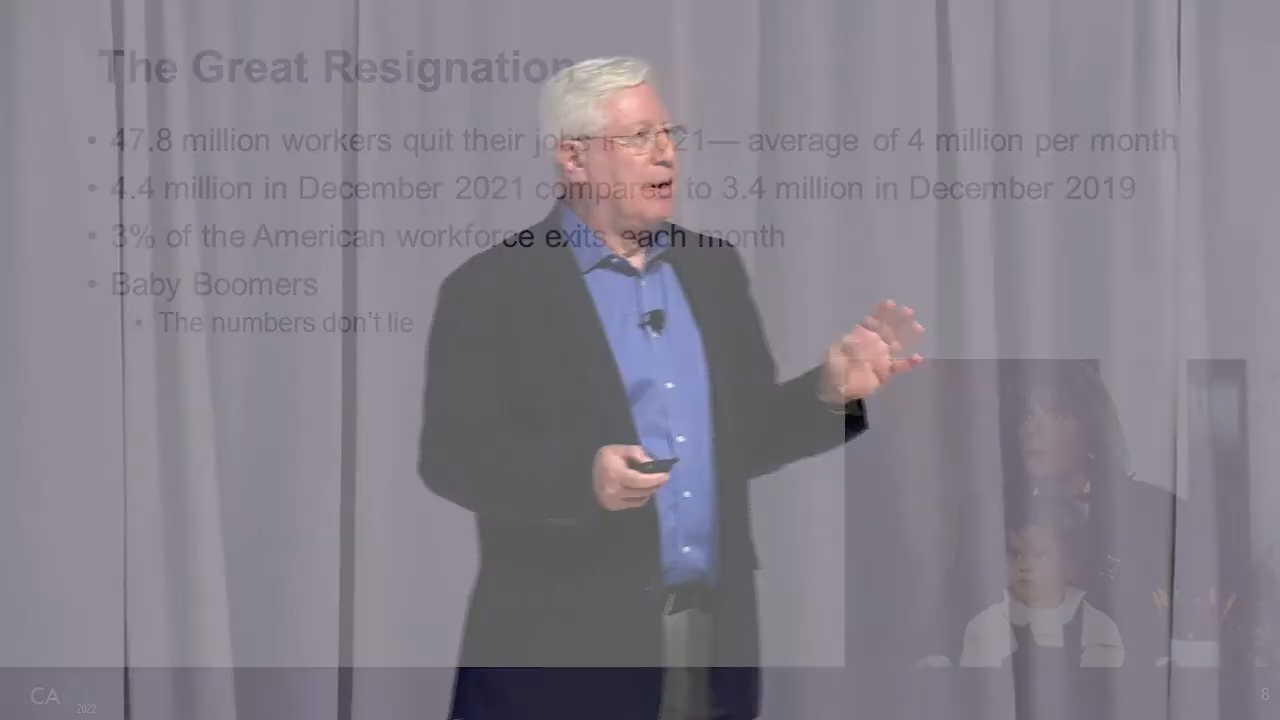 The Great Resignation
• 47.8 million workers quit their 21— average of 4 million per month
• 4.4 million in December 2021 compared to 3.4 million in December 2019
• 3% of the American workforce exits each month
• Baby Boomers
• The numbers don't lie
CA
2022
8